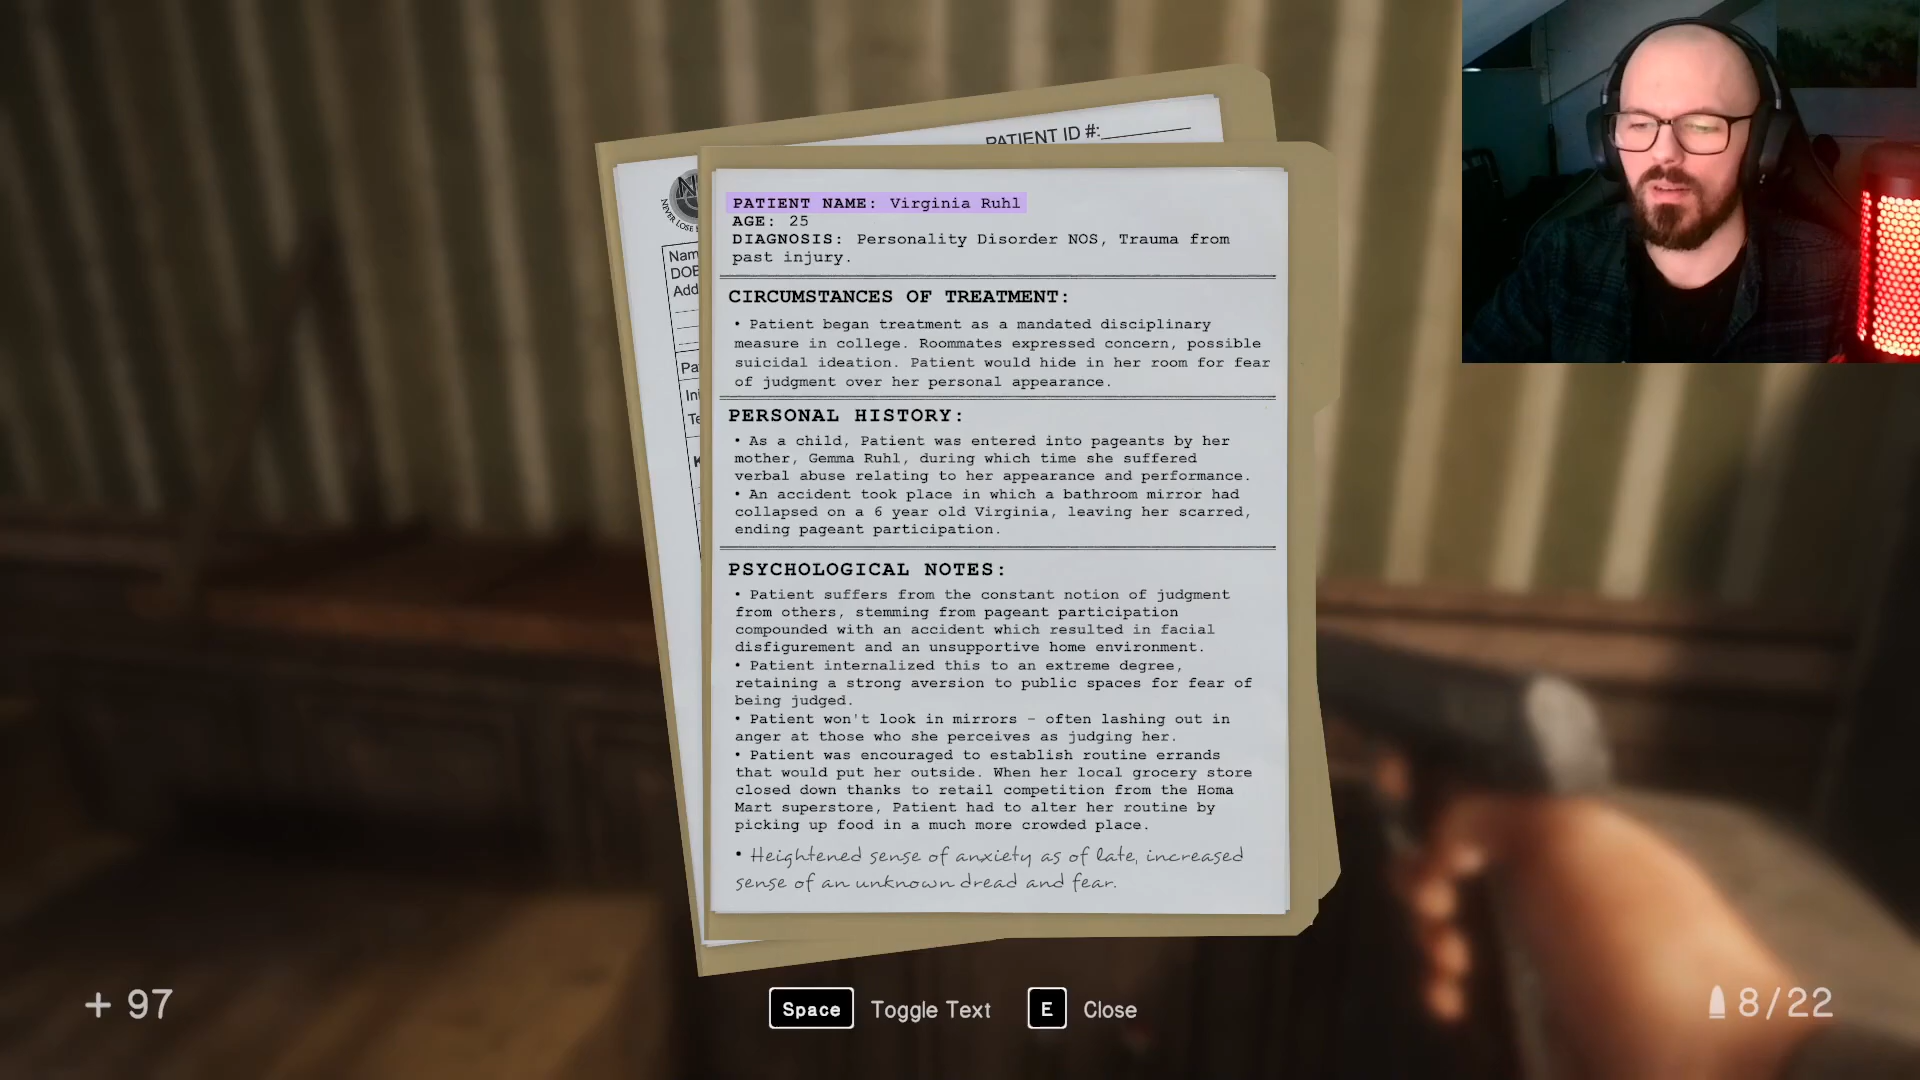 PATIENT ID #:
NEVER LOSE
Nam
DOB
Add
Pa
Ini
Te
PATIENT NAME: Virginia Ruhl
AGE: 25
DIAGNOSIS: Personality Disorder NOS, Trauma from
past injury.
CIRCUMSTANCES OF TREATMENT:
• Patient began treatment as a mandated disciplinary
measure in college. Roommates expressed concern, possible
suicidal ideation. Patient would hide in her room for fear
of judgment over her personal appearance.
PERSONAL HISTORY:
• As a child, Patient was entered into pageants by her
mother, Gemma Ruhl, during which time she suffered
verbal abuse relating to her appearance and performance.
• An accident took place in which a bathroom mirror had
collapsed on a 6 year old Virginia, leaving her scarred,
ending pageant participation.
PSYCHOLOGICAL NOTES:
• Patient suffers from the constant notion of judgment
from others, stemming from pageant participation
compounded with an accident which resulted in facial
disfigurement and an unsupportive home environment.
• Patient internalized this to an extreme degree,
retaining a strong aversion to public spaces for fear of
being judged.
• Patient won't look in mirrors - often lashing out in
anger at those who she perceives as judging her.
• Patient was encouraged to establish routine errands
that would put her outside. When her local grocery store
closed down thanks to retail competition from the Homa
Mart superstore, Patient had to alter her routine by
picking up food in a much more crowded place.
• Heightened sense of anxiety as of late, increased
sense of an unknown dread and fear.
+ 97
Space Toggle Text E Close
8/22